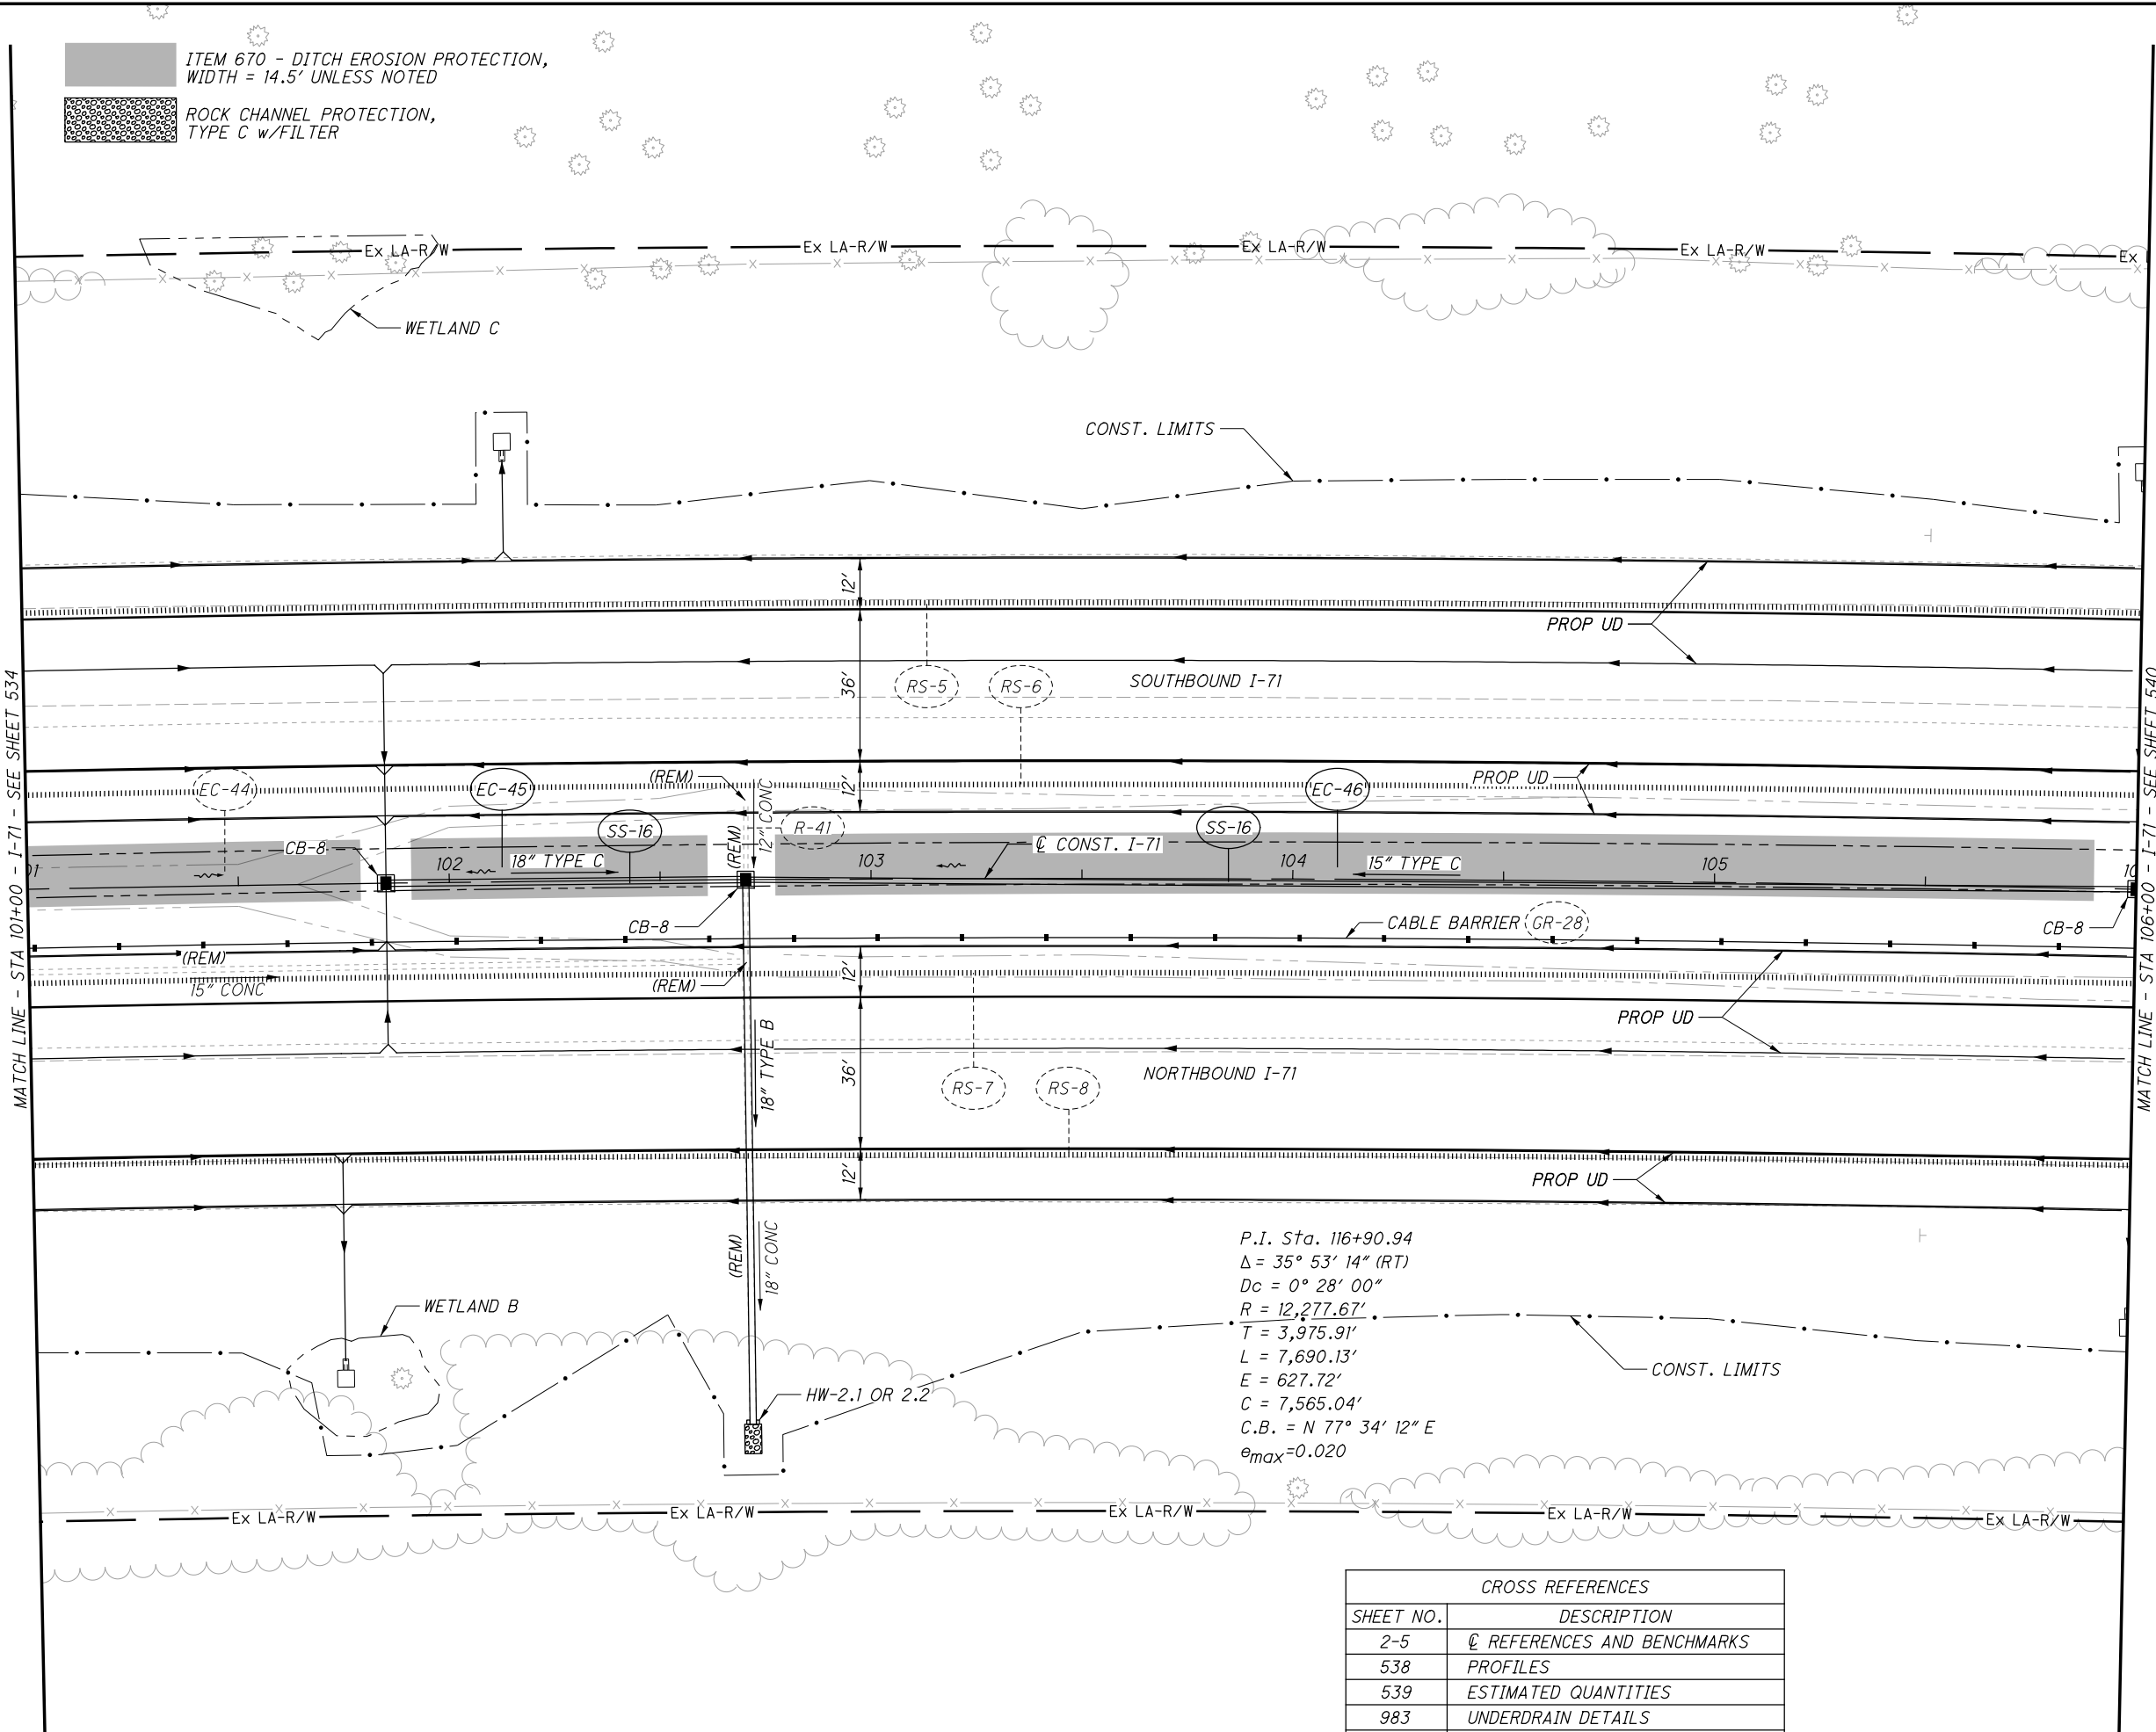 ITEM 670 - DITCH EROSION PROTECTION,
WIDTH = 14.5' UNLESS NOTED
ROCK CHANNEL PROTECTION,
TYPE C w/FILTER
Ex LA-R/W
Ex LA-R/W
Ex LA-R/W
Ex LA-R/W
Ex
WETLAND C
CONST. LIMITS
12'
PROP UD
36'
RS-5
RS-6
SOUTHBOUND I-71
MATCH LINE - STA 101+00 - I-71 - SEE SHEET 534
MATCH LINE - STA 106+00 - I-71 - SEE SHEET 540
EC-44
EC-45
(REM)
12" CONC
12'
EC-46
PROP UD
SS-16
(REM)
R-41
SS-16
CB-8
℄ CONST. I-71
01
102
18" TYPE C
103
104
15" TYPE C
105
10
CB-8
CABLE BARRIER
GR-28
CB-8
(REM)
15" CONC
(REM)
12'
18" TYPE B
PROP UD
36'
RS-7
RS-8
NORTHBOUND I-71
12'
PROP UD
(REM)
18" CONC
P.I. Sta. 116+90.94
Δ = 35° 53' 14" (RT)
Dc = 0° 28' 00"
R = 12,277.67'
T = 3,975.91'
L = 7,690.13'
E = 627.72'
C = 7,565.04'
C.B. = N 77° 34' 12" E
emax=0.020
WETLAND B
CONST. LIMITS
HW-2.1 OR 2.2
Ex LA-R/W
Ex LA-R/W
Ex LA-R/W
Ex LA-R/W
Ex LA-R/W
CROSS REFERENCES
SHEET NO. DESCRIPTION
2-5 ℄ REFERENCES AND BENCHMARKS
538 PROFILES
539 ESTIMATED QUANTITIES
983 UNDERDRAIN DETAILS